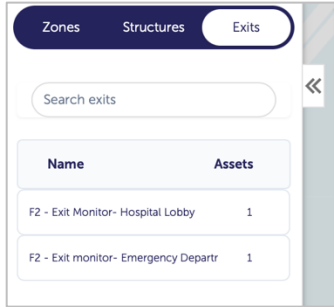 Zones Structures Exits
Search exits
Name Assets
F2 - Exit Monitor- Hospital Lobby 1
F2 - Exit monitor- Emergency Departr 1